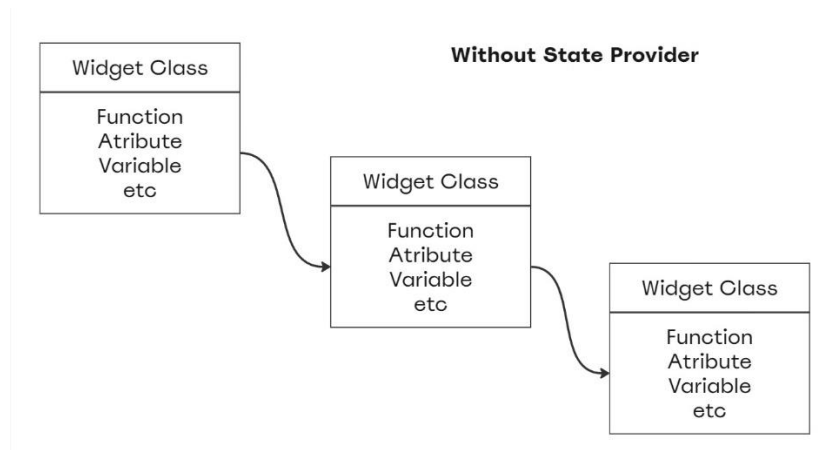 Without State Provider
Widget Class
Function
Atribute
Variable
etc
Widget Class
Function
Atribute
Variable
etc
Widget Class
Function
Atribute
Variable
etc